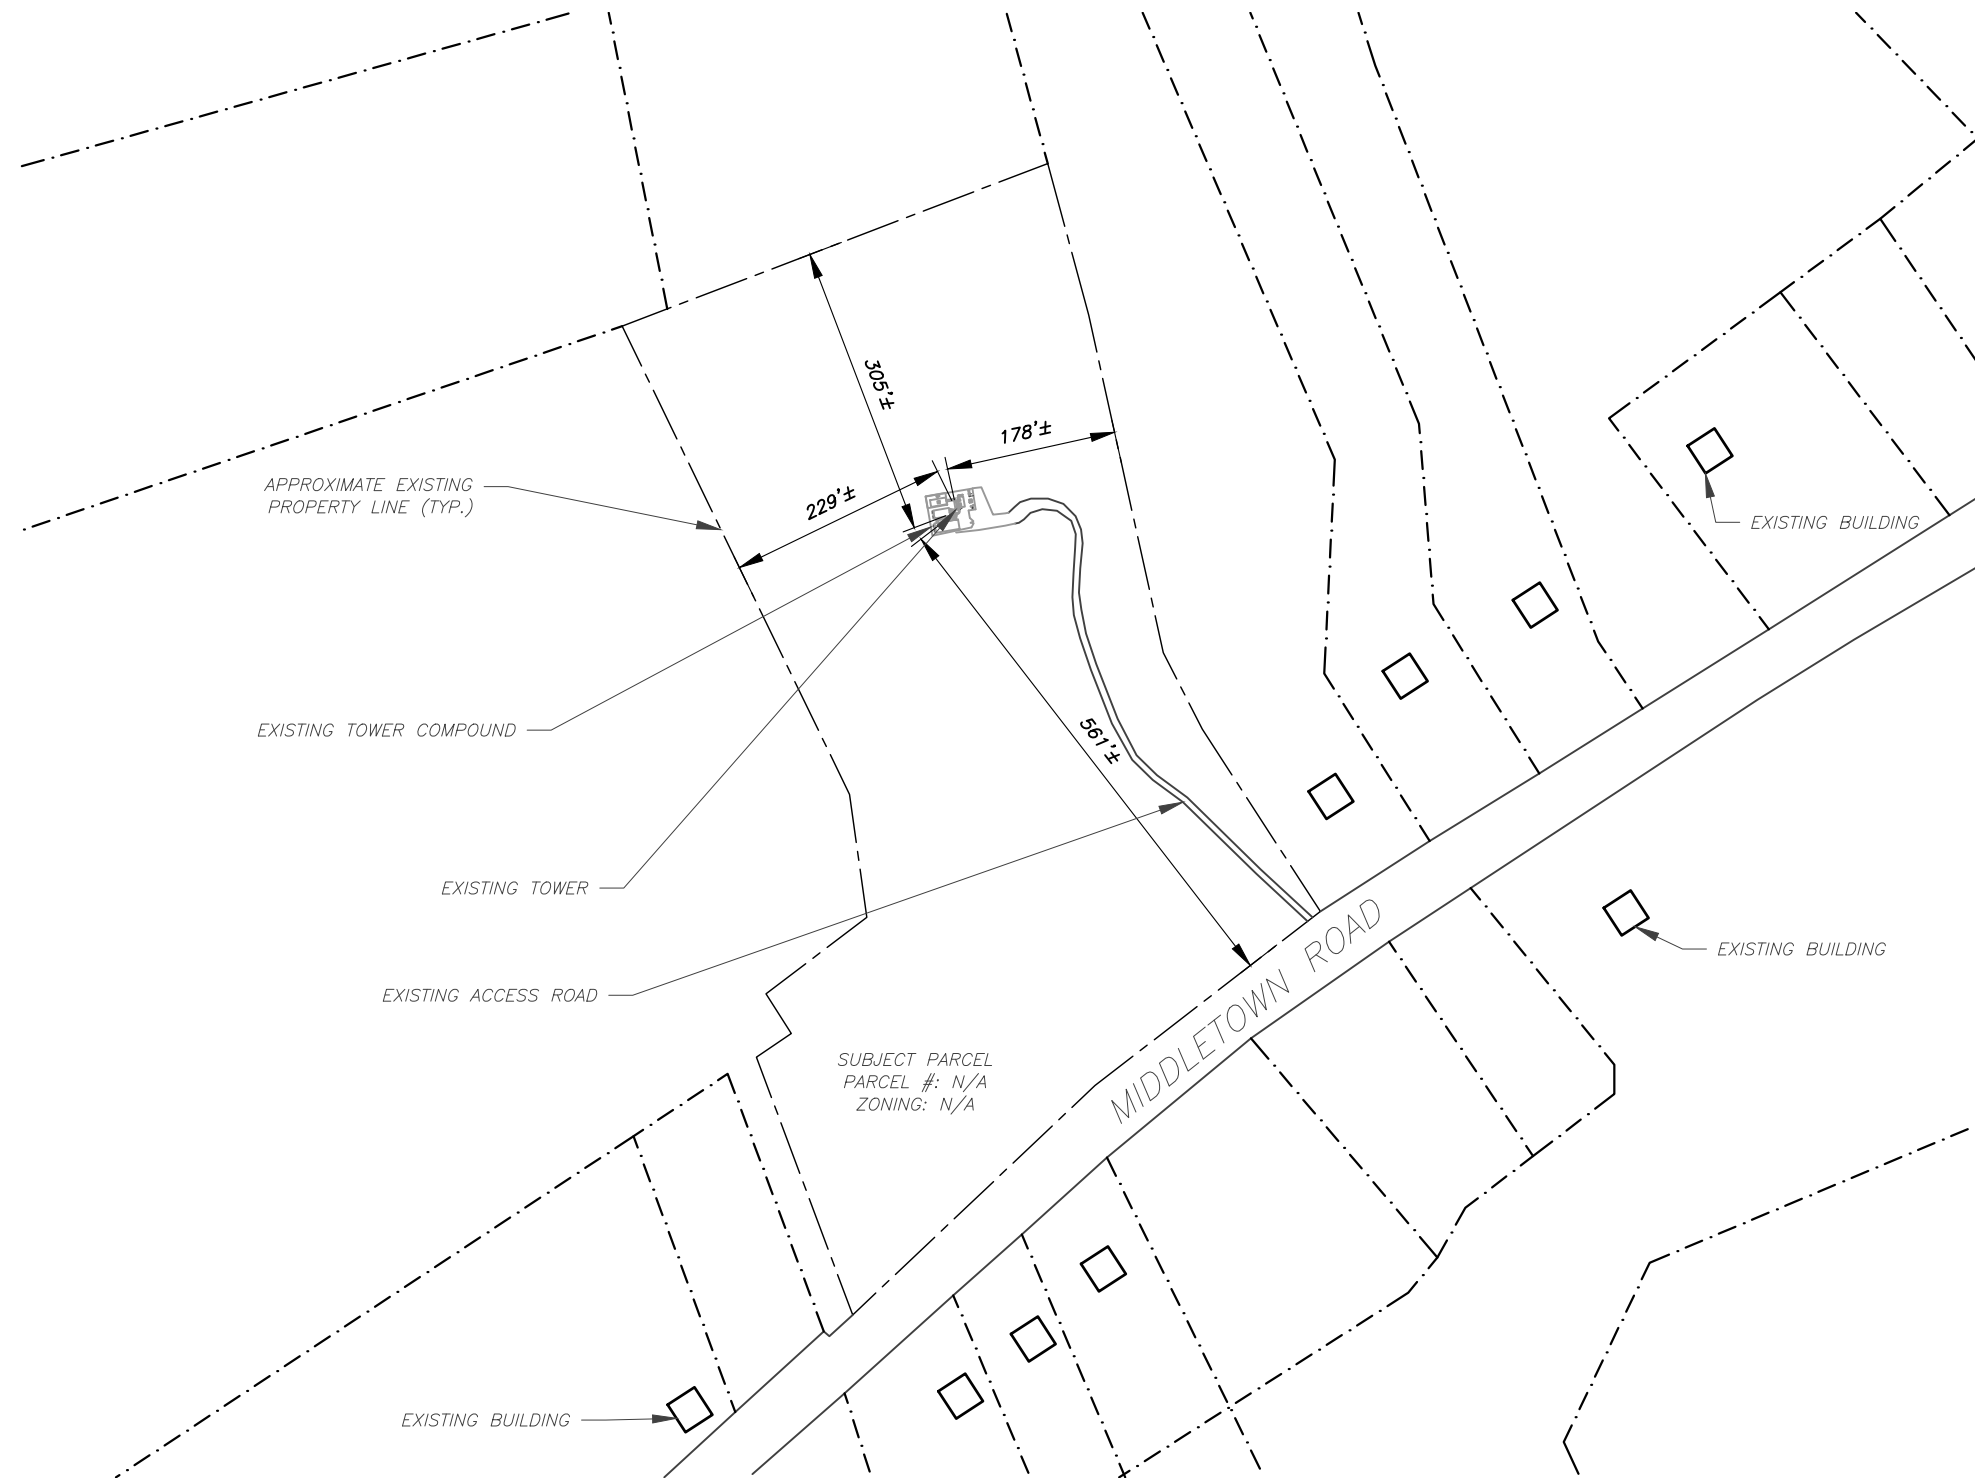 305'±
178'±
229'±
APPROXIMATE EXISTING
PROPERTY LINE (TYP.)
EXISTING BUILDING
EXISTING TOWER COMPOUND
561'±
EXISTING TOWER
EXISTING BUILDING
EXISTING ACCESS ROAD
MIDDLETOWN ROAD
SUBJECT PARCEL
PARCEL #: N/A
ZONING: N/A
EXISTING BUILDING